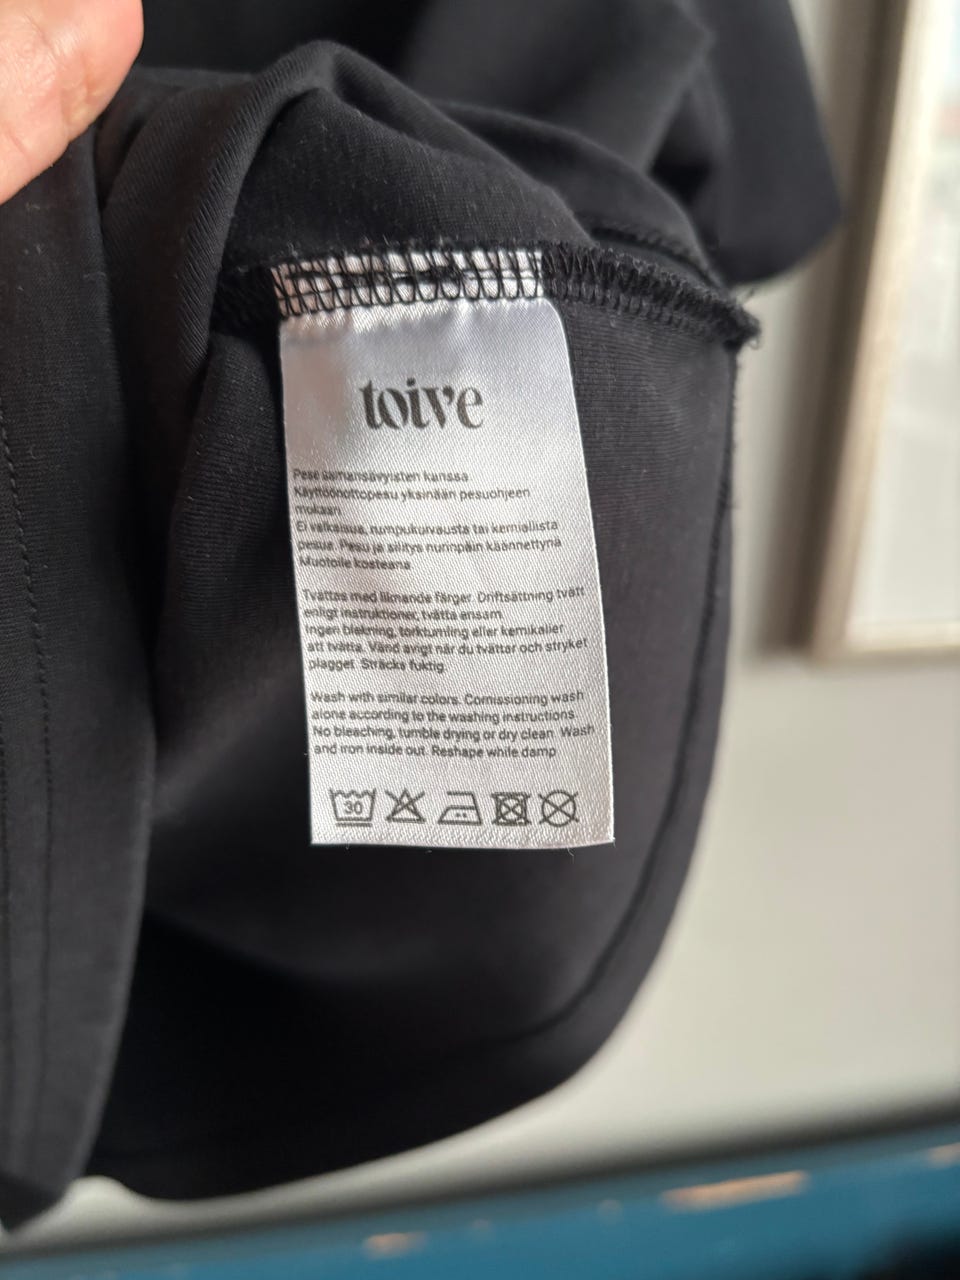 toive
Pese samansävyisten kanssa
Käyttöönottopesu yksinään pesuohjeen
mukaan.
Ei valkaisua, rumpukuivausta tai kemiallista
pesua. Pesu ja silitys nurinpäin käännettynä
Muotoile kosteana
Tvättas med liknande färger. Driftsättning tvätt
enligt instruktioner, tvätta ensam.
Ingen blekning, torktumling eller kemikalier
att tvätta. Vänd avigt när du tvättar och stryket
plagget. Sträcks fuktig.
Wash with similar colors. Comissioning wash
alone according to the washing instructions.
No bleaching, tumble drying or dry clean. Wash
and iron inside out. Reshape while damp
30